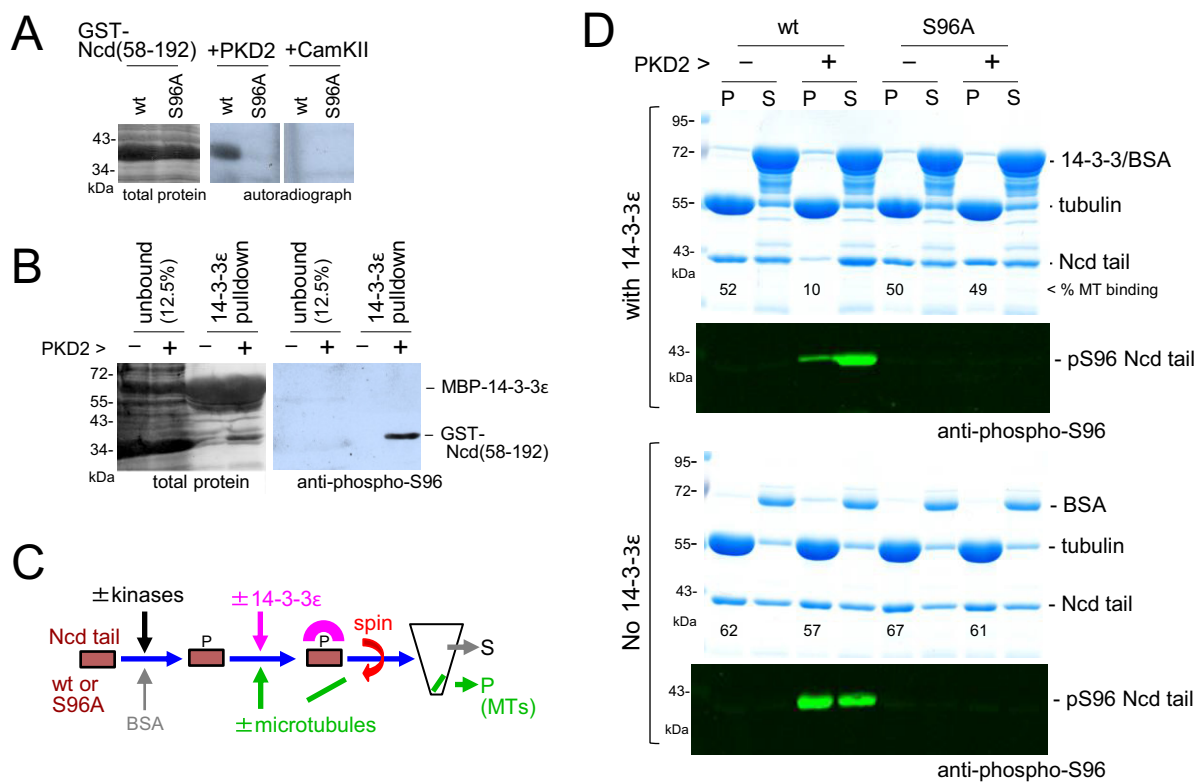 A
GST-
Ncd(58-192) +PKD2 +CamKII
wt S96A wt S96A wt S96A
43-
34-
kDa
total protein autoradiograph
B
unbound (12.5%) 14-3-3ε pulldown unbound (12.5%) 14-3-3ε pulldown
PKD2 > – + – + – + – +
72-
55-
43-
34-
kDa
– MBP-14-3-3ε
– GST-
Ncd(58-192)
total protein anti-phospho-S96
C
±kinases ±14-3-3ε
Ncd tail P P spin S
wt or
S96A
BSA ±microtubules
P
(MTs)
D
wt S96A
PKD2 > – + – +
P S P S P S P S
with 14-3-3ε
95-
72-
55-
43-
kDa
· 14-3-3/BSA
· tubulin
· Ncd tail
52 10 50 49 < % MT binding
43-
kDa
- pS96 Ncd tail
anti-phospho-S96
No 14-3-3ε
95-
72-
55-
43-
kDa
- BSA
- tubulin
- Ncd tail
62 57 67 61
43-
kDa
- pS96 Ncd tail
anti-phospho-S96